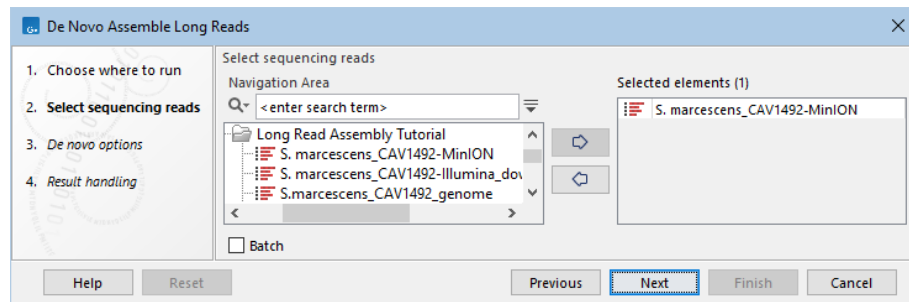 De Novo Assemble Long Reads
1. Choose where to run
2. Select sequencing reads
3. De novo options
4. Result handling
Select sequencing reads
Navigation Area
<enter search term>
Long Read Assembly Tutorial
S. marcescens_CAV1492-MinION
S. marcescens_CAV1492-Illumina_dov
S.marcescens_CAV1492_genome
Batch
Selected elements (1)
S. marcescens_CAV1492-MinION
Help
Reset
Previous
Next
Finish
Cancel